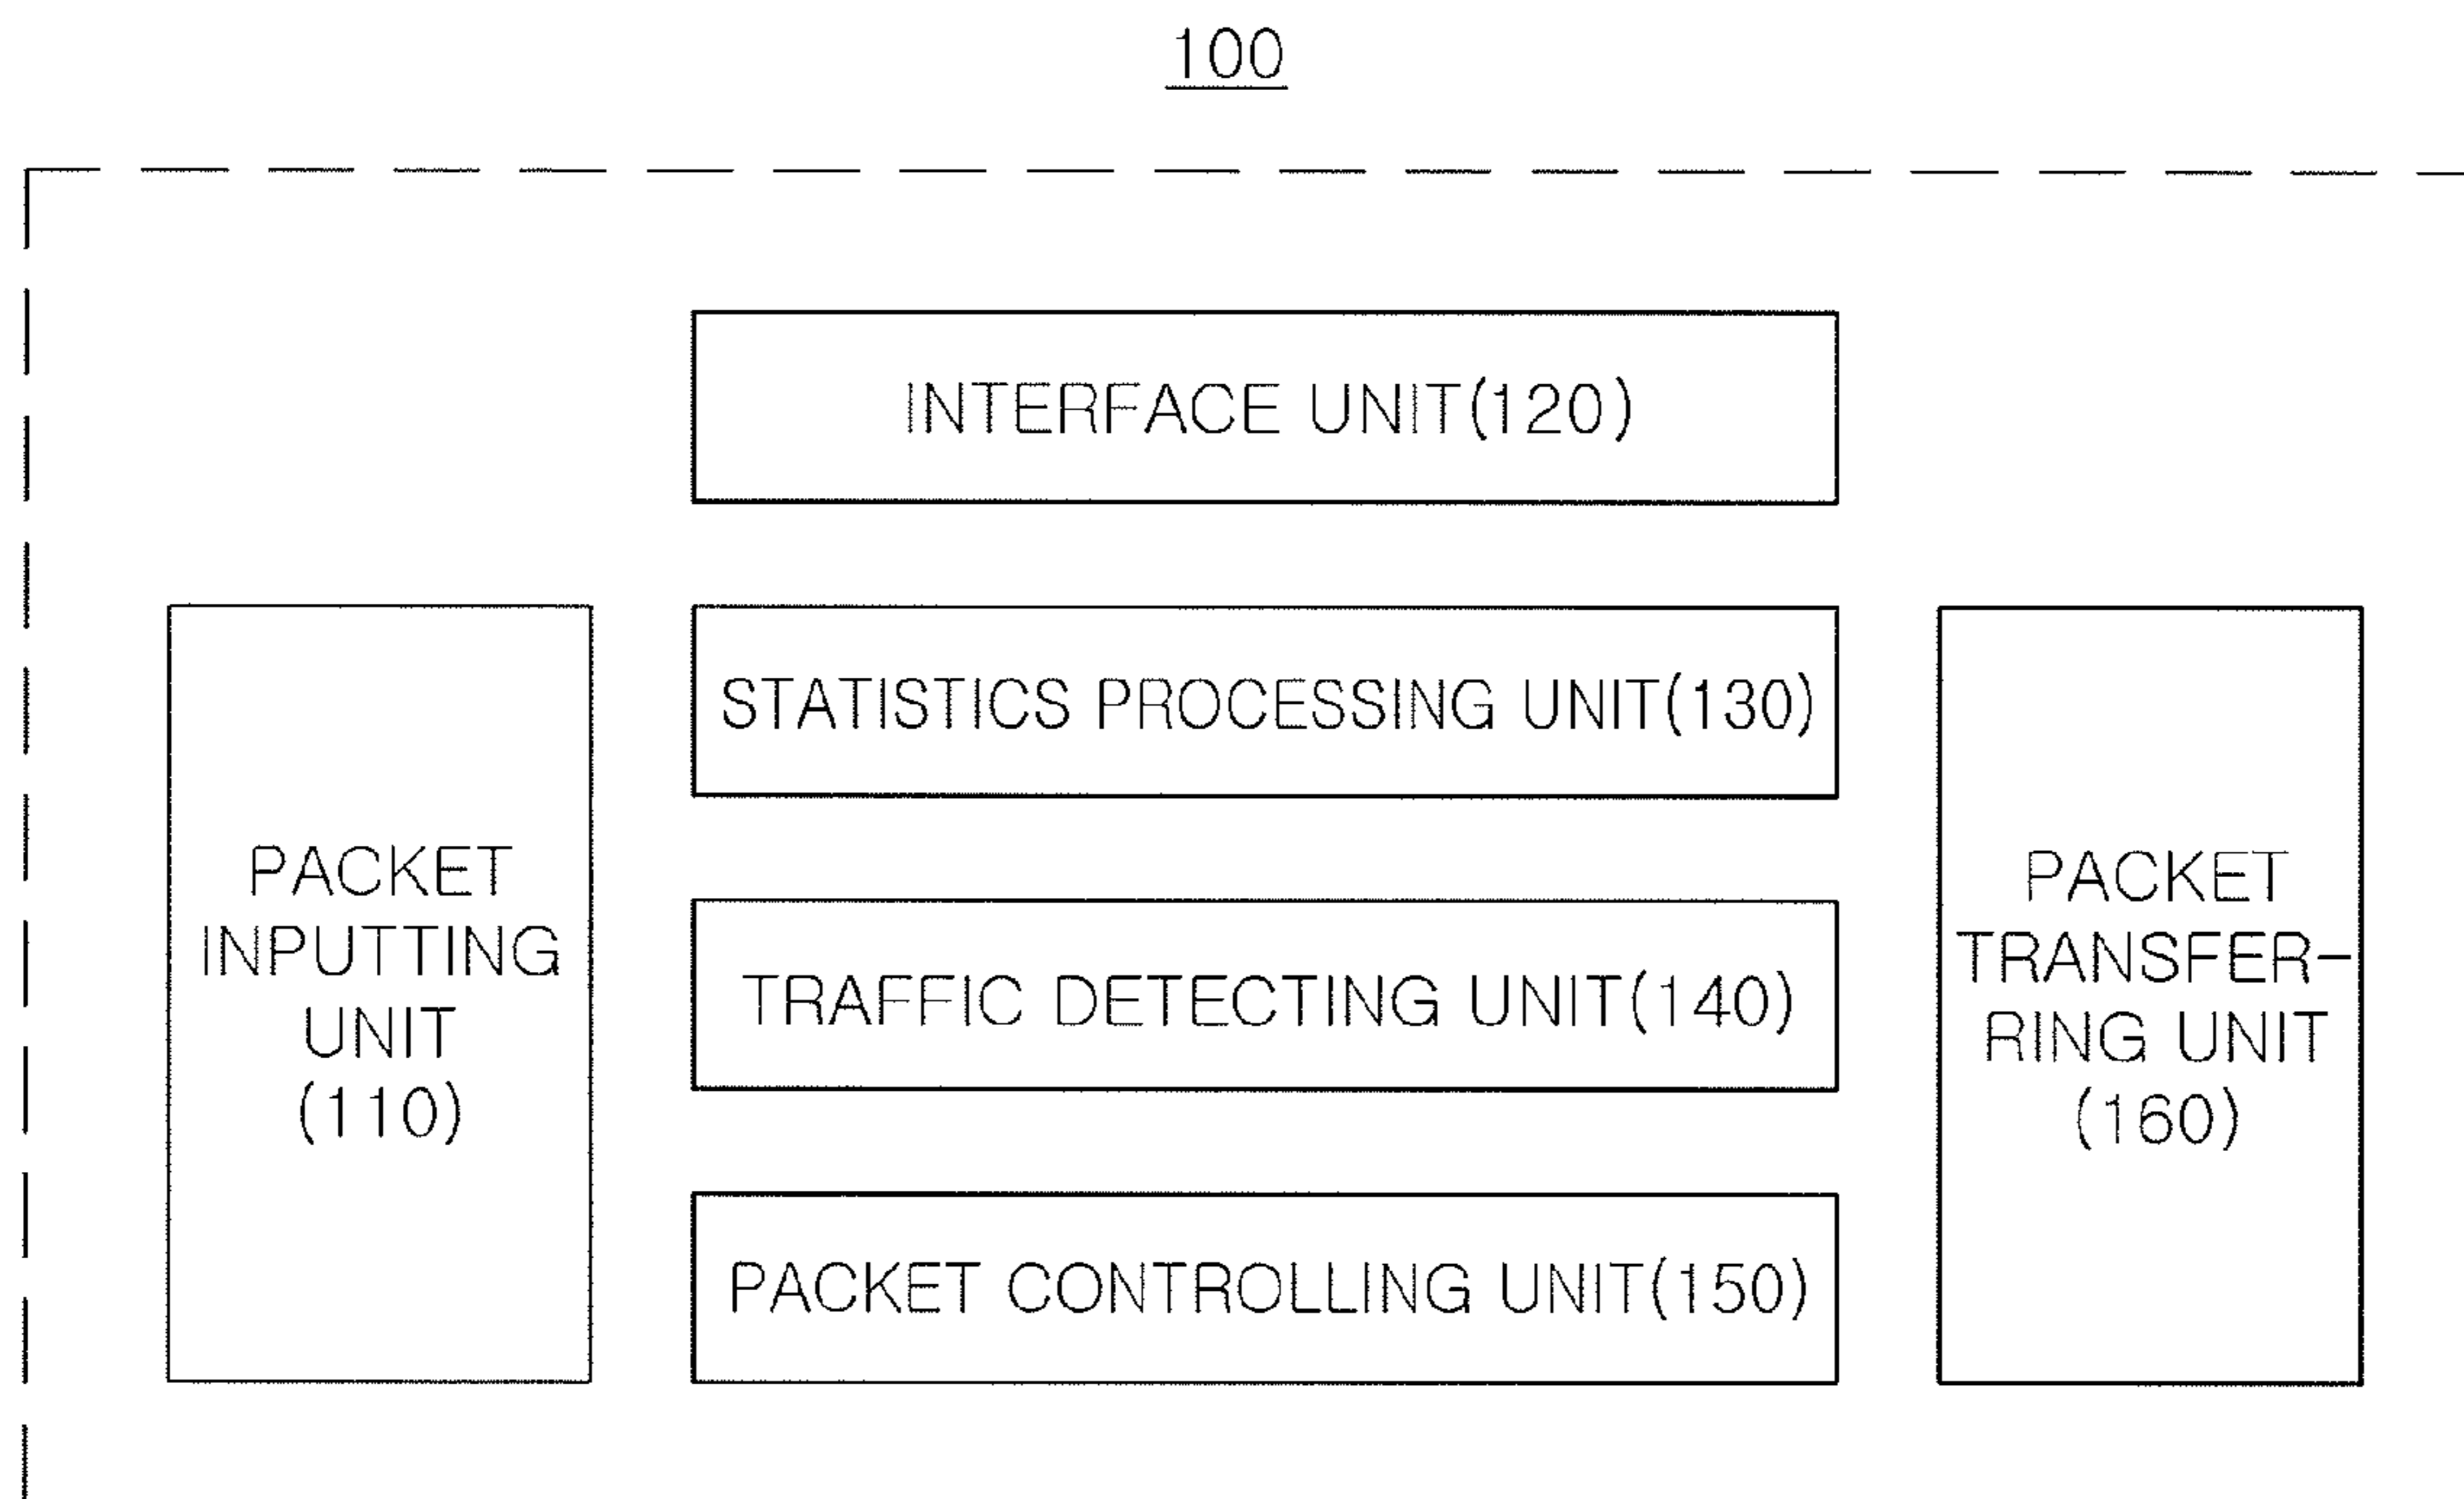 100
INTERFACE UNIT(120)
STATISTICS PROCESSING UNIT(130)
PACKET
INPUTTING
UNIT
(110)
TRAFFIC DETECTING UNIT(140)
PACKET CONTROLLING UNIT(150)
PACKET
TRANSFER-
RING UNIT
(160)